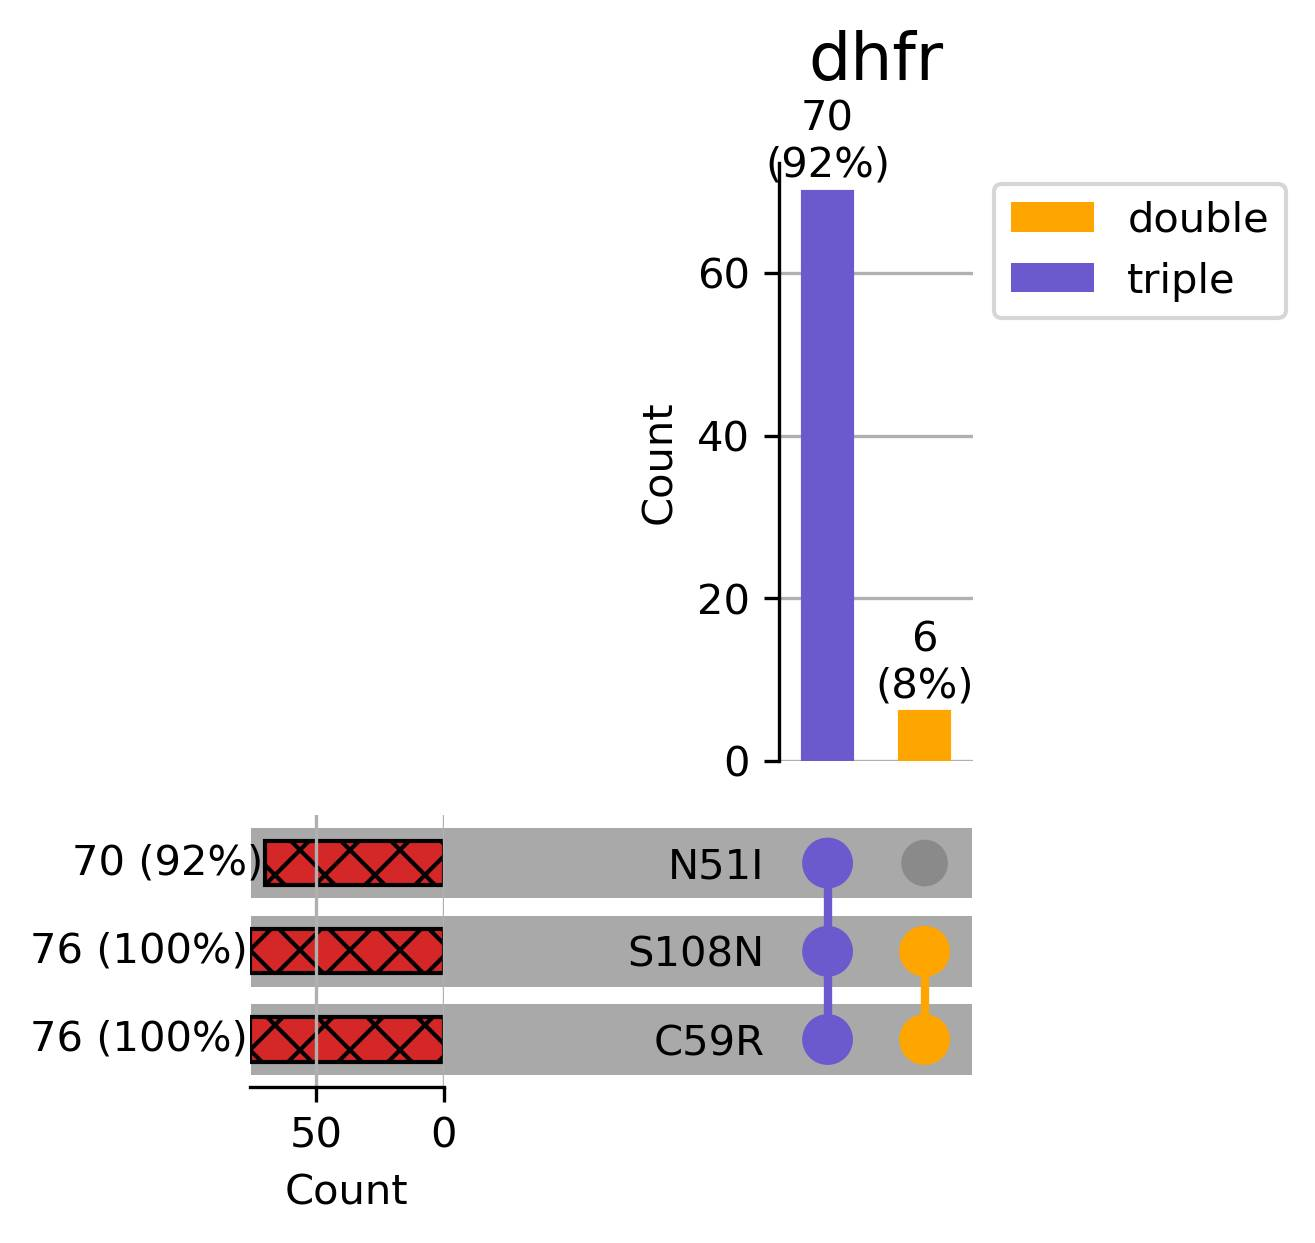 dhfr
70
(92%)
double
triple
60
40
20
0
Count
6
(8%)
70 (92%)
N51I
76 (100%)
S108N
76 (100%)
C59R
50
0
Count